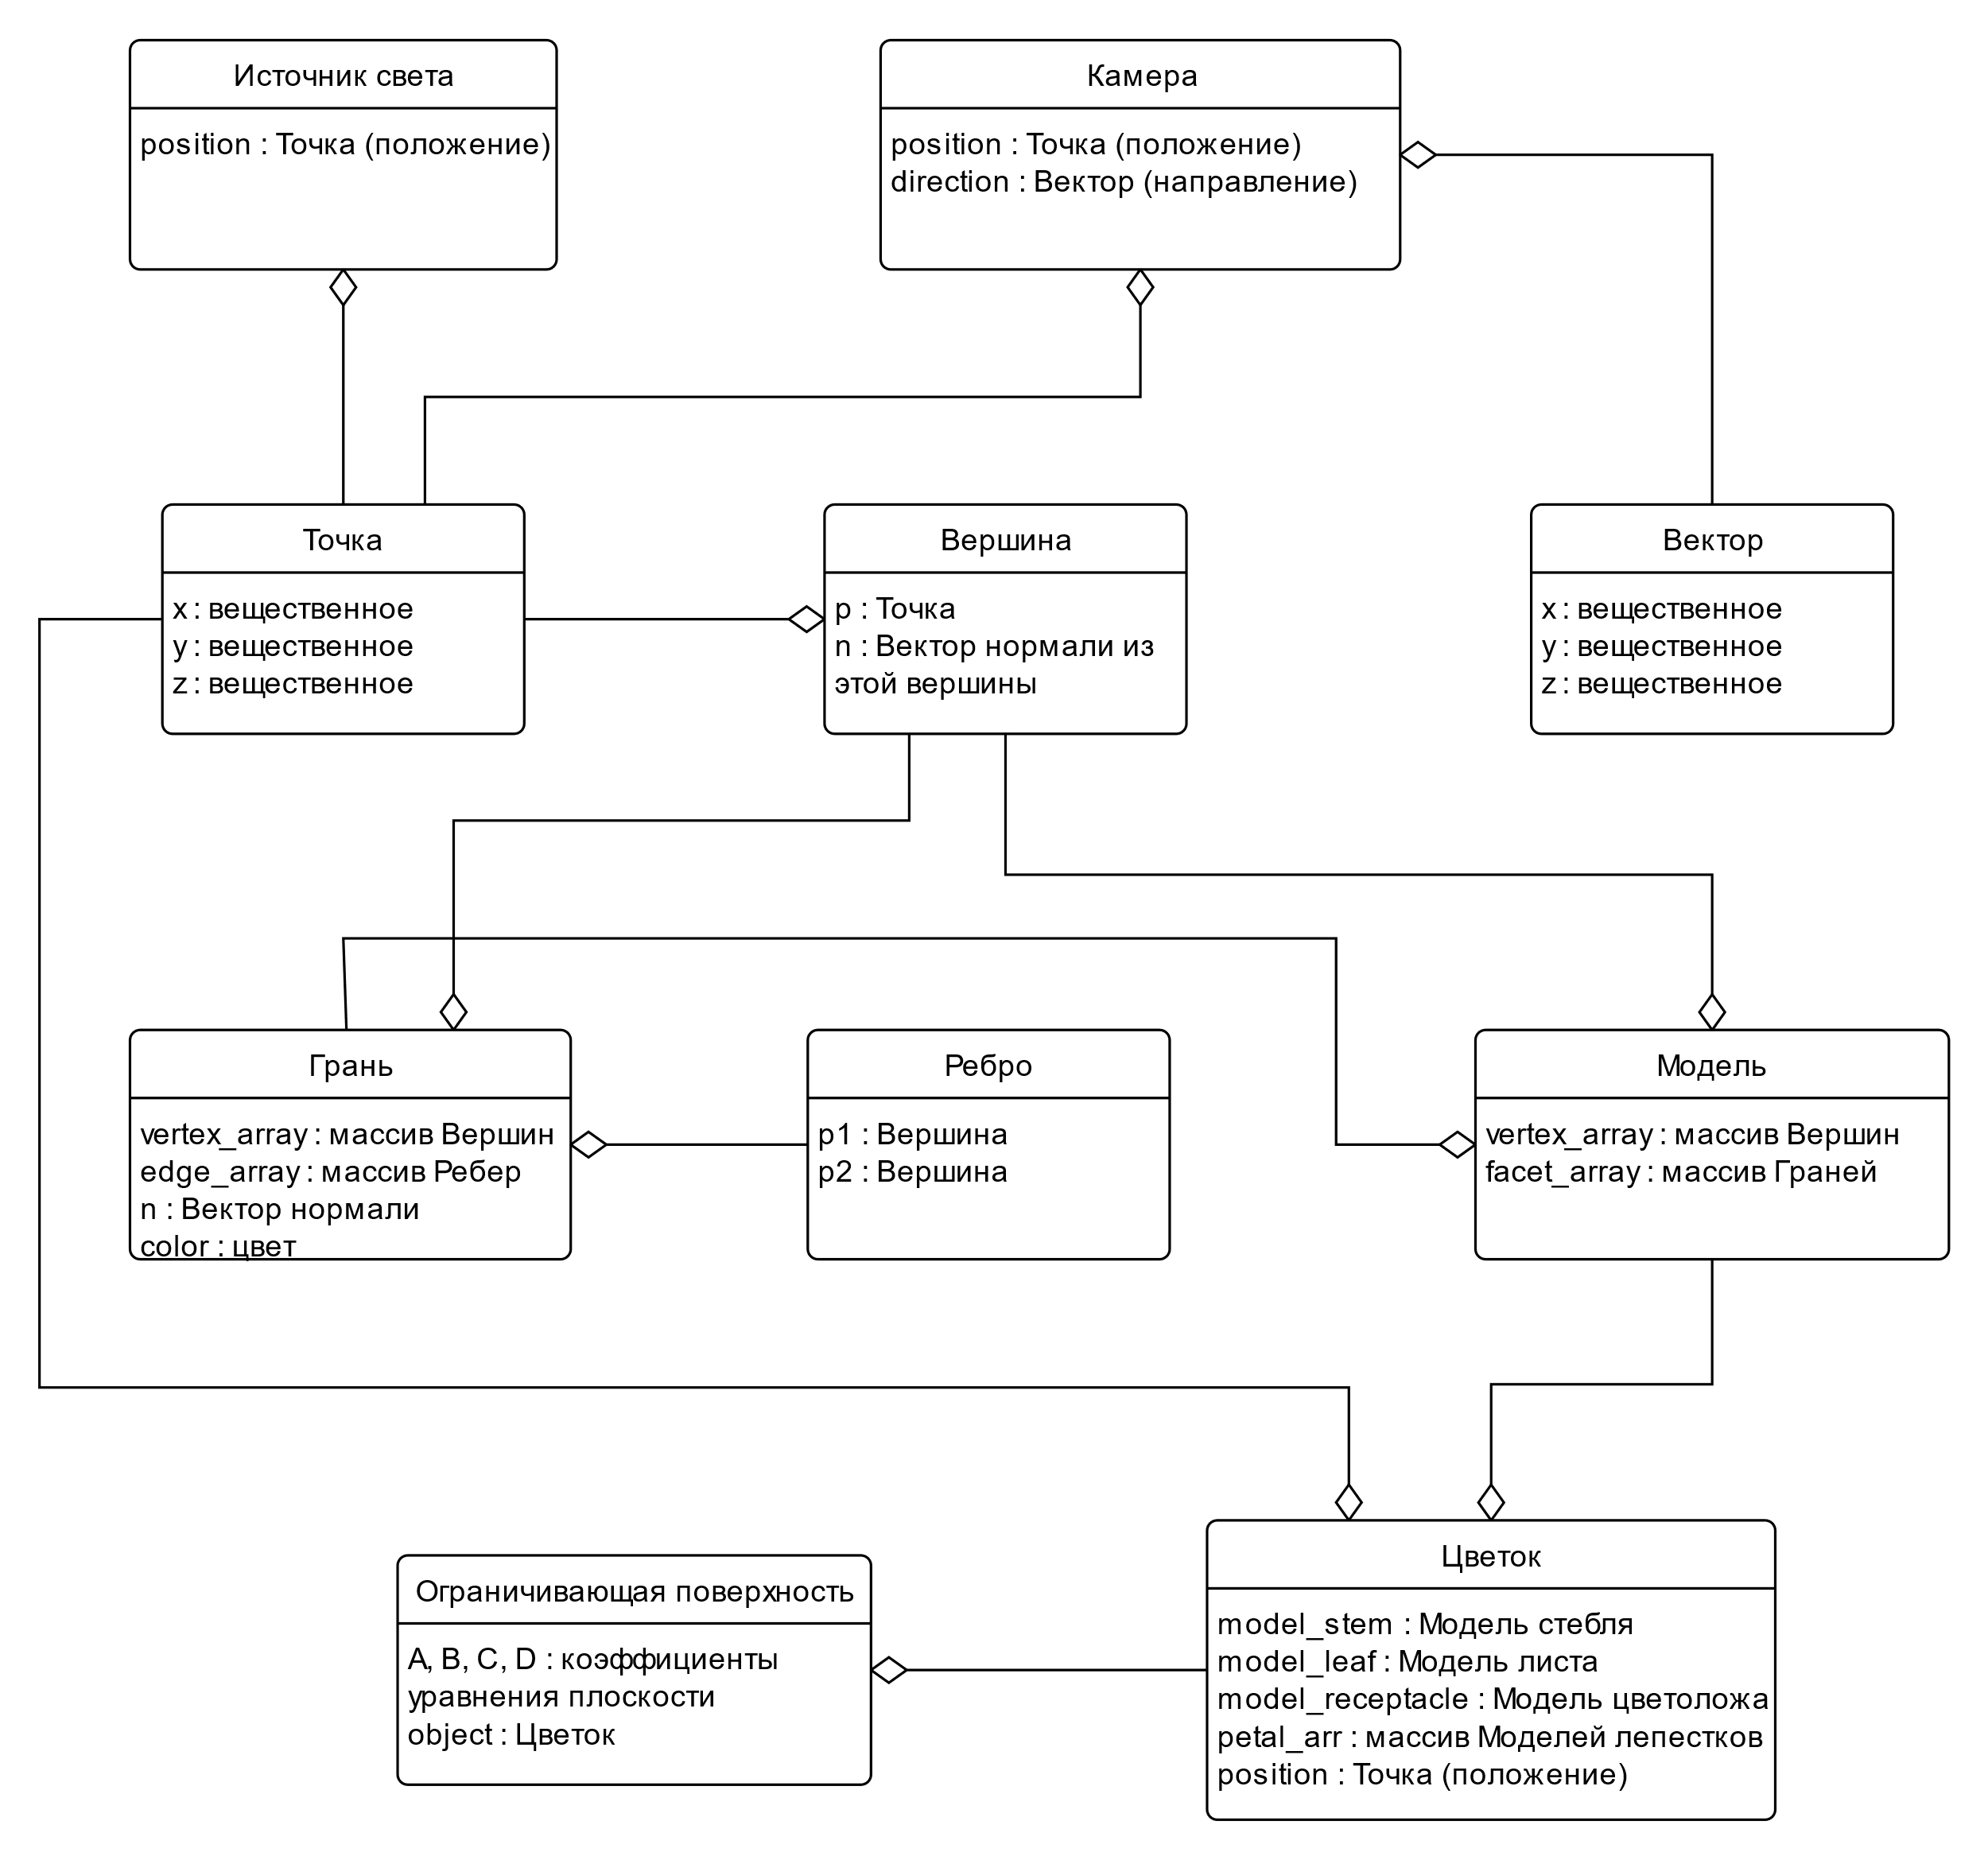 Источник света
position : Точка (положение)
Камера
position : Точка (положение)
direction : Вектор (направление)
Точка
x : вещественное
y : вещественное
z : вещественное
Вершина
p : Точка
n : Вектор нормали из
этой вершины
Вектор
x : вещественное
y : вещественное
z : вещественное
Грань
vertex_array : массив Вершин
edge_array : массив Ребер
n : Вектор нормали
color : цвет
Ребро
p1 : Вершина
p2 : Вершина
Модель
vertex_array : массив Вершин
facet_array : массив Граней
Ограничивающая поверхность
A, B, C, D : коэффициенты
уравнения плоскости
object : Цветок
Цветок
model_stem : Модель стебля
model_leaf : Модель листа
model_receptacle : Модель цветоложа
petal_arr : массив Моделей лепестков
position : Точка (положение)